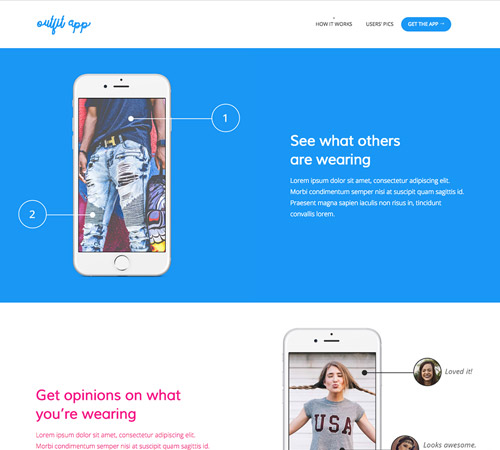 outfit app
HOW IT WORKS
USERS' PICS
GET THE APP →
1
2
See what others
are wearing
Lorem ipsum dolor sit amet, consectetur adipiscing elit.
Morbi condimentum semper nisi at suscipit quam sagittis id.
Praesent magna sapien iaculis non risus in, tincidunt
convallis lorem.
Get opinions on what
you're wearing
Lorem ipsum dolor sit amet, consectetur adipiscing elit.
Morbi condimentum semper nisi at suscipit quam sagittis id.
USA
Loved it!
Looks awesome.